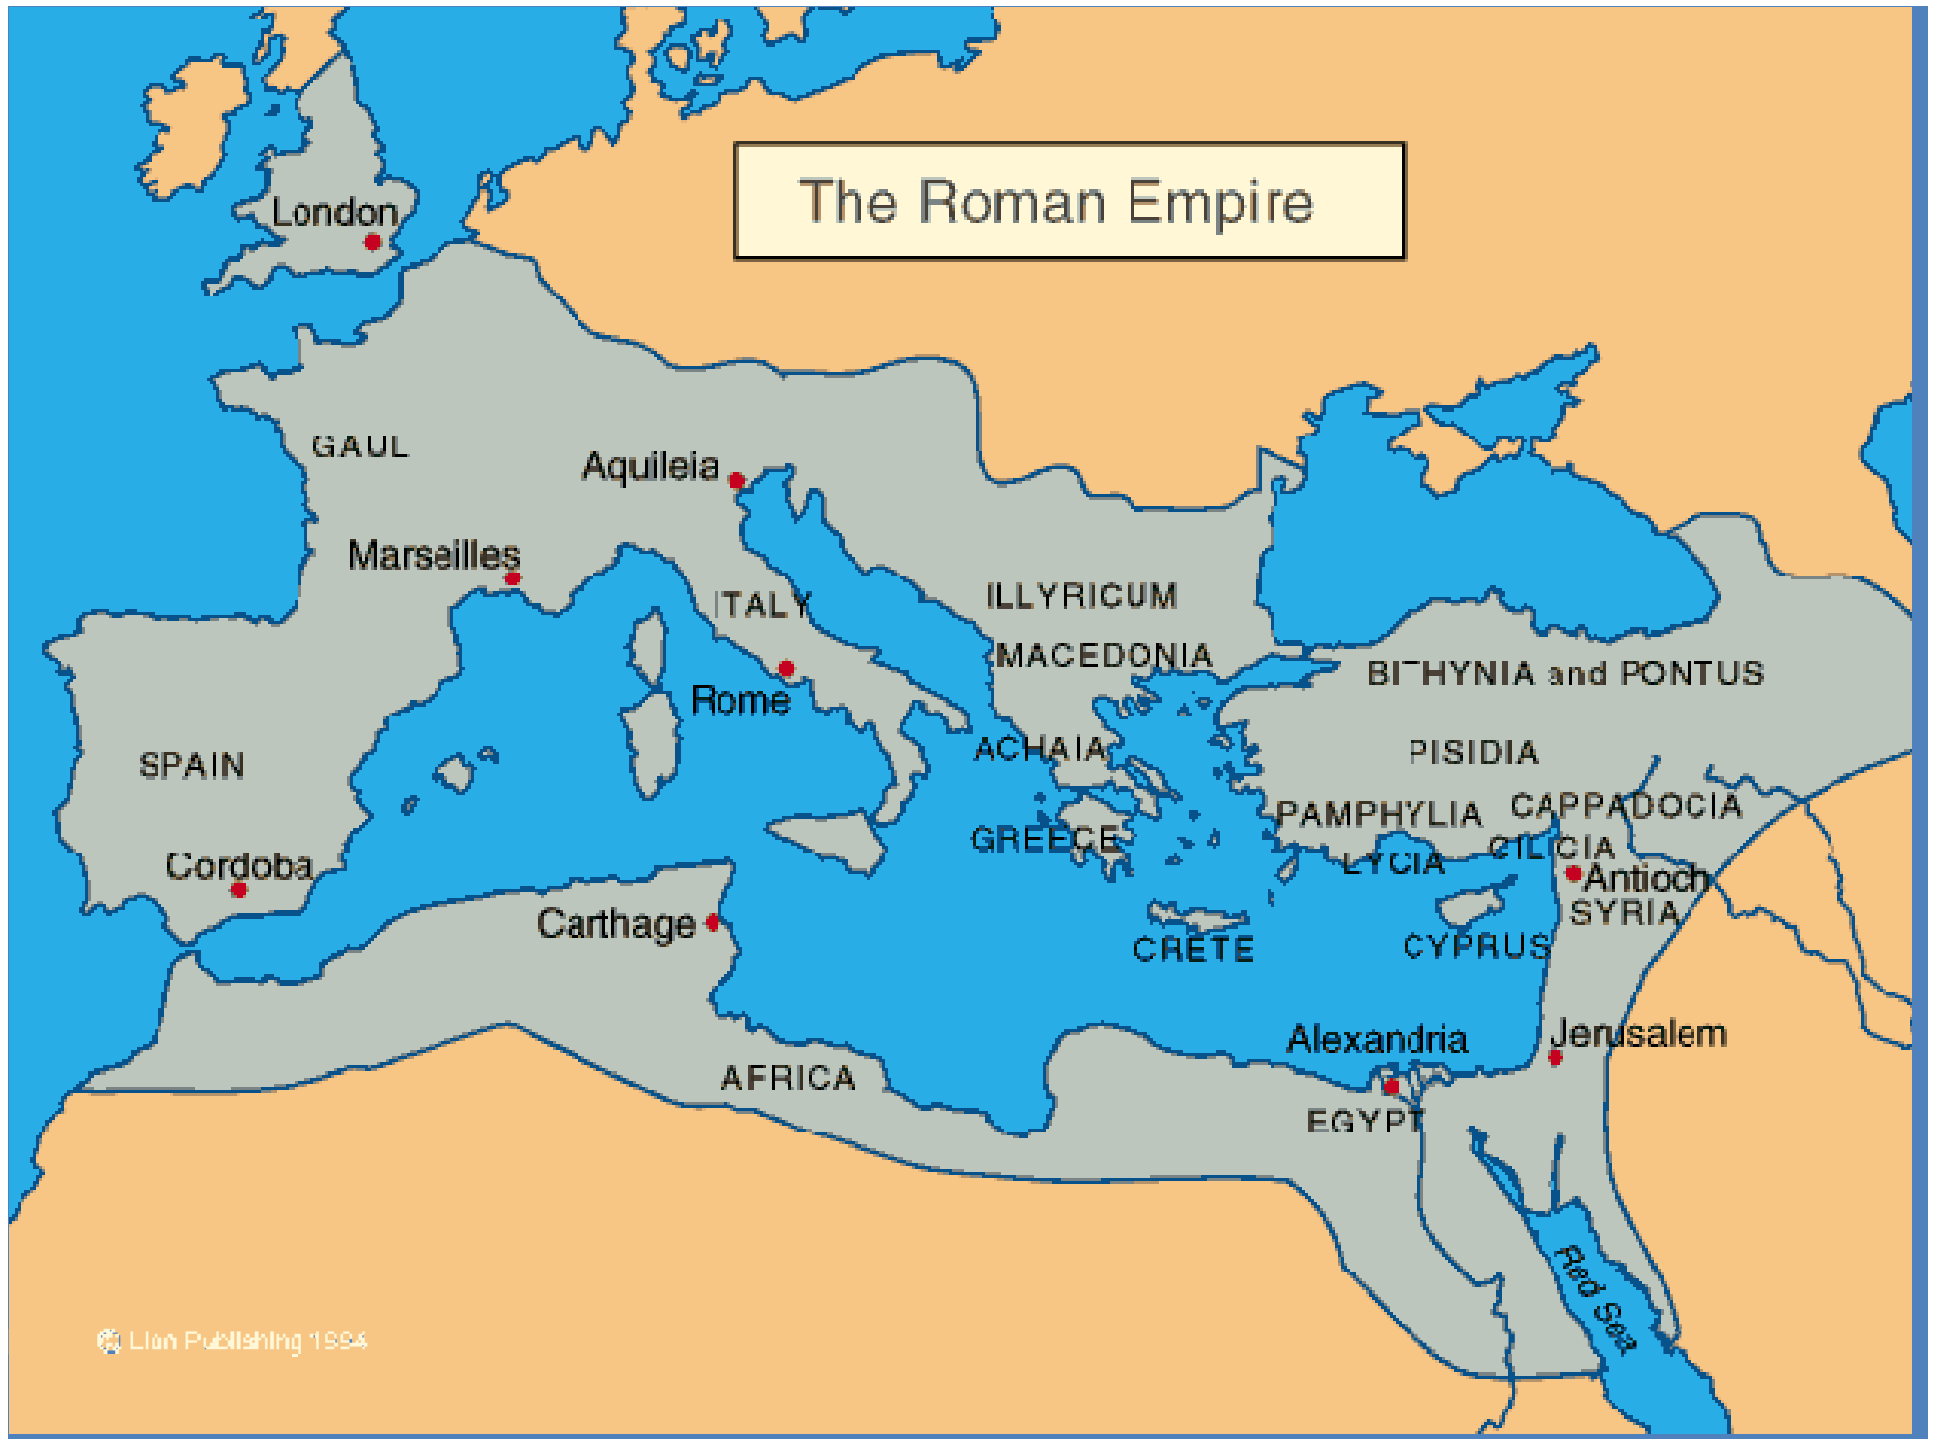 The Roman Empire
London
GAUL
Aquileia
Marseilles
ITALY
ILLYRICUM
MACEDONIA
Rome
BITHYNIA and PONTUS
SPAIN
ACHAIA
PISIDIA
PAMPHYLIA
CAPPADOCIA
GREECE
LYCIA
CILICIA
Cordoba
Antioch
Carthage
SYRIA
CRETE
CYPRUS
Alexandria
Jerusalem
AFRICA
EGYPT
Red Sea
© Lion Publishing 1994